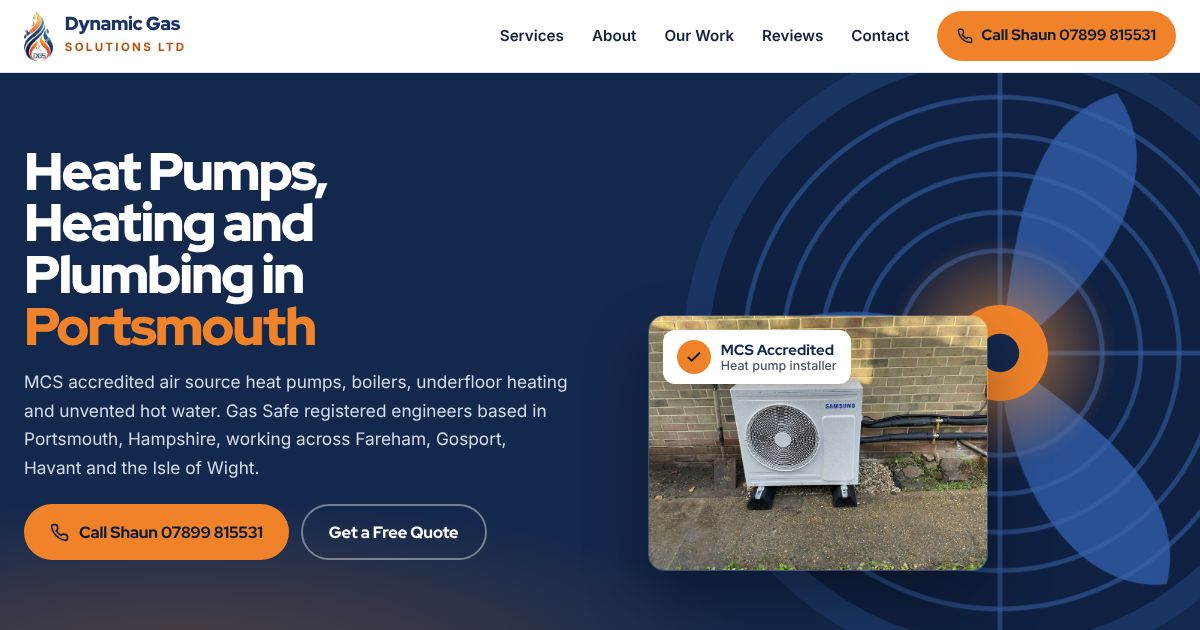 Dynamic Gas
SOLUTIONS LTD
DGS
Services
About
Our Work
Reviews
Contact
Call Shaun 07899 815531
Heat Pumps,
Heating and
Plumbing in
Portsmouth
MCS accredited air source heat pumps, boilers, underfloor heating
and unvented hot water. Gas Safe registered engineers based in
Portsmouth, Hampshire, working across Fareham, Gosport,
Havant and the Isle of Wight.
Call Shaun 07899 815531
Get a Free Quote
MCS Accredited
Heat pump installer
SAMSUNG